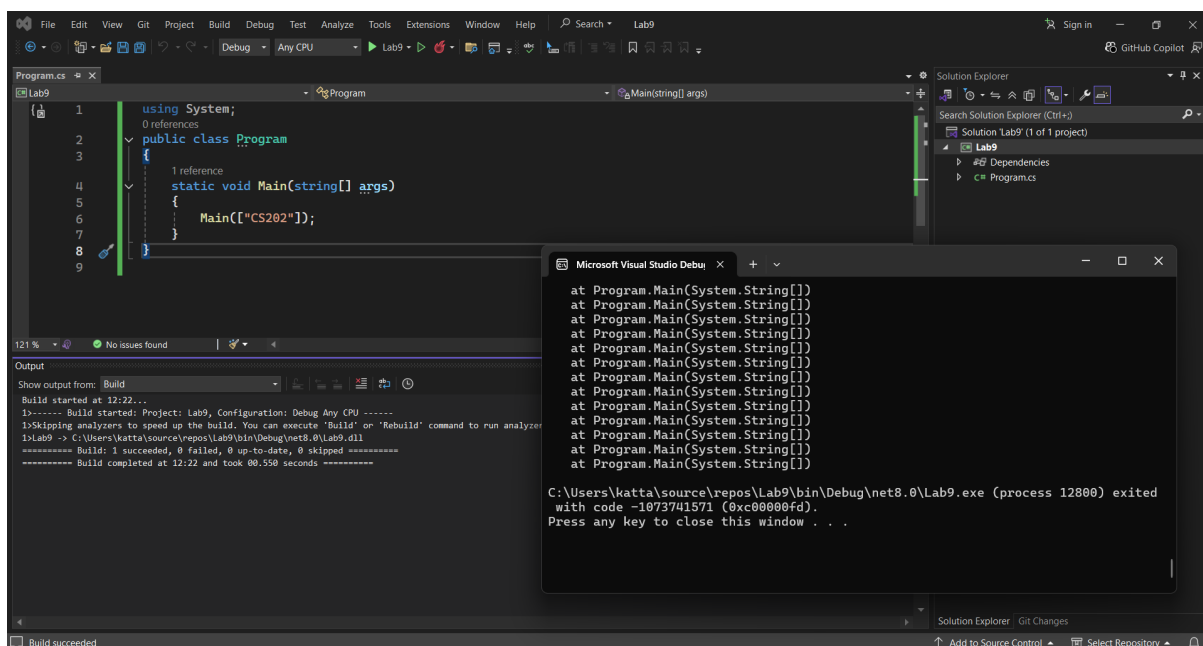 File Edit View Git Project Build Debug Test Analyze Tools Extensions Window Help Search Lab9 Sign in
Debug Any CPU Lab9 GitHub Copilot
Program.cs
Lab9 Program Main(string[] args)
1 using System;
0 references
2 public class Program
3 {
1 reference
4 static void Main(string[] args)
5 {
6 Main(["CS202"]);
7 }
8 }
9
121 % No issues found
Output
Show output from: Build
Build started at 12:22...
1>------ Build started: Project: Lab9, Configuration: Debug Any CPU ------
1>Skipping analyzers to speed up the build. You can execute 'Build' or 'Rebuild' command to run analyzer
1>Lab9 -> C:\Users\katta\source\repos\Lab9\bin\Debug\net8.0\Lab9.dll
========== Build: 1 succeeded, 0 failed, 0 up-to-date, 0 skipped ==========
========== Build completed at 12:22 and took 00.550 seconds ==========
Microsoft Visual Studio Debu
at Program.Main(System.String[])
at Program.Main(System.String[])
at Program.Main(System.String[])
at Program.Main(System.String[])
at Program.Main(System.String[])
at Program.Main(System.String[])
at Program.Main(System.String[])
at Program.Main(System.String[])
at Program.Main(System.String[])
at Program.Main(System.String[])
at Program.Main(System.String[])
at Program.Main(System.String[])
at Program.Main(System.String[])
C:\Users\katta\source\repos\Lab9\bin\Debug\net8.0\Lab9.exe (process 12800) exited
with code -1073741571 (0xc00000fd).
Press any key to close this window . . .
Solution Explorer
Search Solution Explorer (Ctrl+;)
Solution 'Lab9' (1 of 1 project)
Lab9
Dependencies
C# Program.cs
Solution Explorer Git Changes
Build succeeded Add to Source Control Select Repository